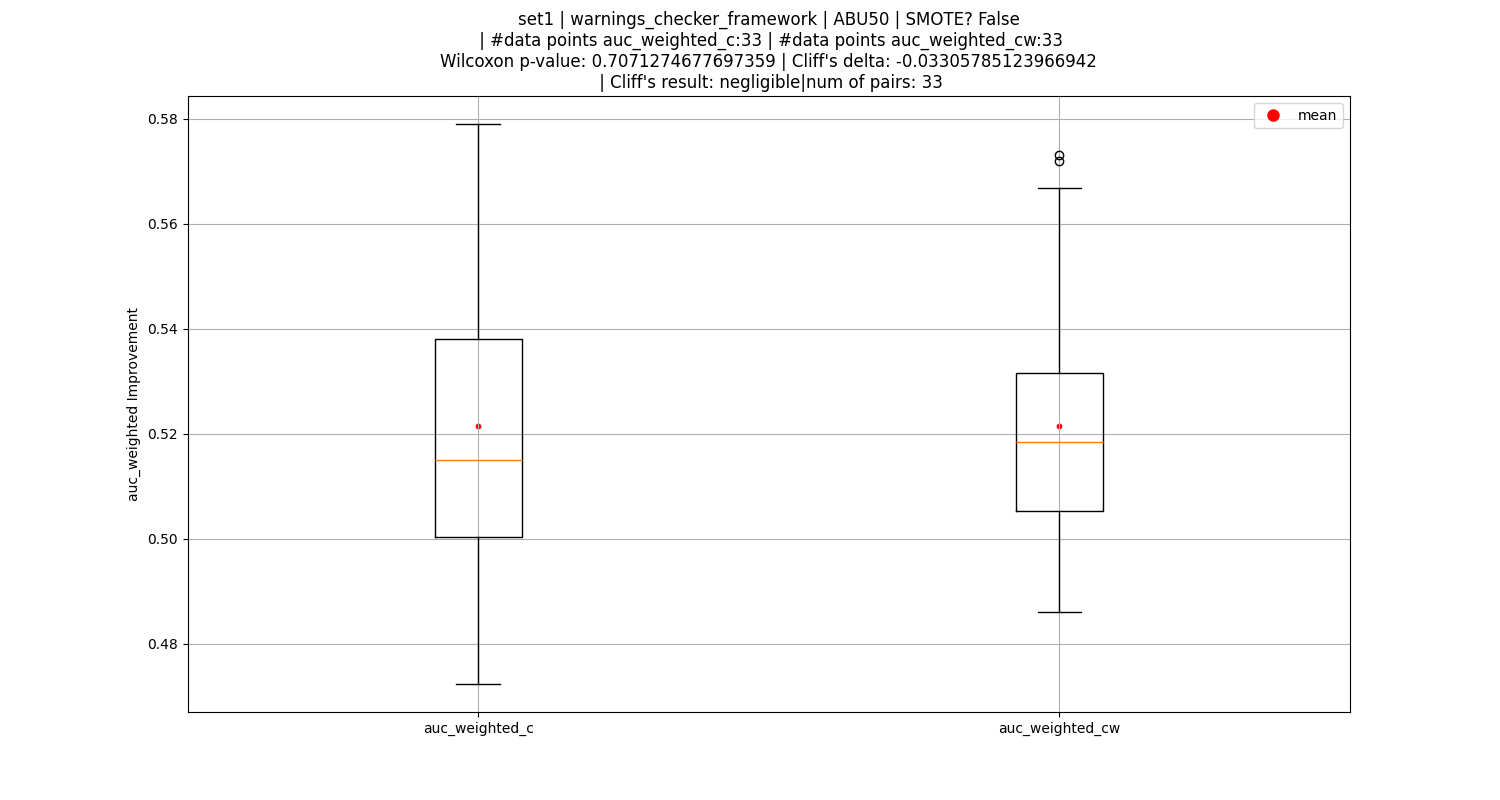 set1 | warnings_checker_framework | ABU50 | SMOTE? False
| #data points auc_weighted_c:33 | #data points auc_weighted_cw:33
Wilcoxon p-value: 0.7071274677697359 | Cliff's delta: -0.03305785123966942
| Cliff's result: negligible|num of pairs: 33
mean
0.58
0.56
0.54
0.52
0.50
0.48
auc_weighted Improvement
auc_weighted_c
auc_weighted_cw